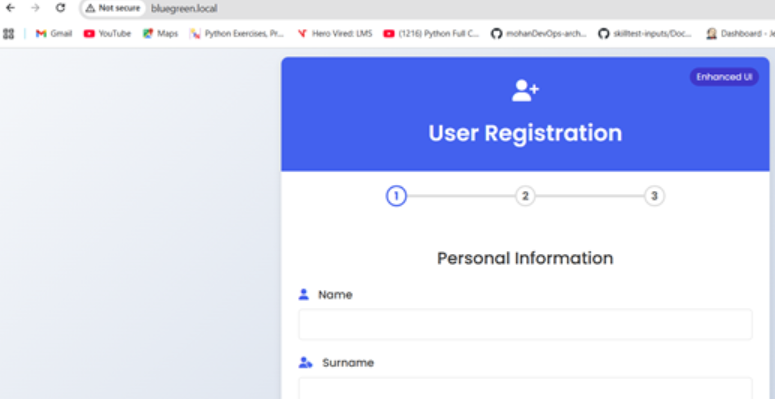 Not secure bluegreen.local
Gmail YouTube Maps Python Exercises, Pr... Hero Vired: LMS (1216) Python Full C... mohanDevOps-arch... skilltest-inputs/Doc... Dashboard - Je
Enhanced UI
User Registration
1 2 3
Personal Information
Name
Surname